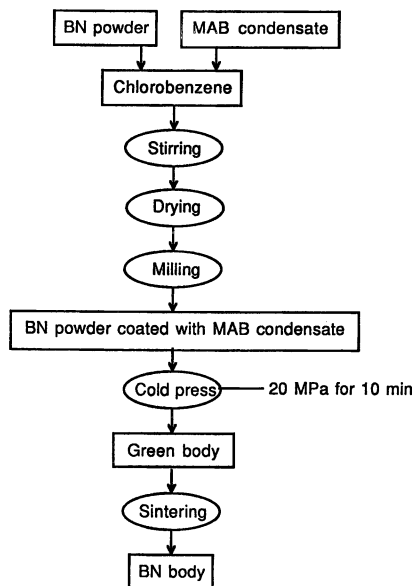 BN powder
MAB condensate
Chlorobenzene
Stirring
Drying
Milling
BN powder coated with MAB condensate
Cold press
20 MPa for 10 min
Green body
Sintering
BN body